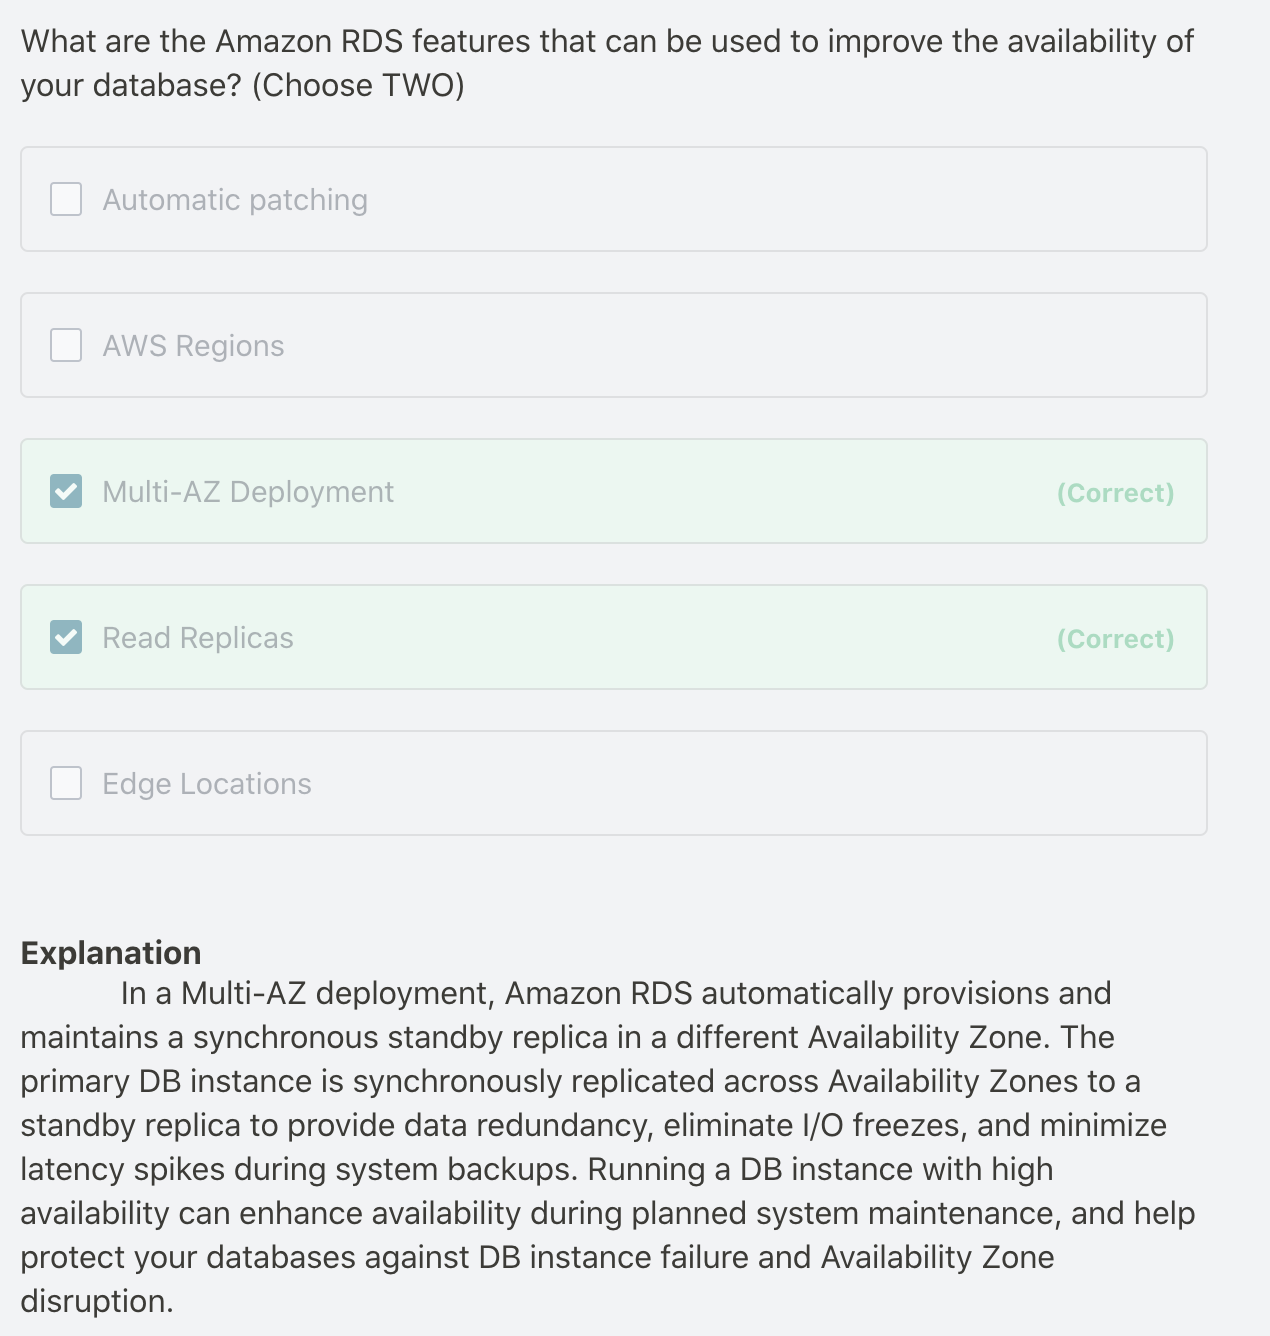 What are the Amazon RDS features that can be used to improve the availability of
your database? (Choose TWO)
Automatic patching
AWS Regions
Multi-AZ Deployment (Correct)
Read Replicas (Correct)
Edge Locations
Explanation
In a Multi-AZ deployment, Amazon RDS automatically provisions and
maintains a synchronous standby replica in a different Availability Zone. The
primary DB instance is synchronously replicated across Availability Zones to a
standby replica to provide data redundancy, eliminate I/O freezes, and minimize
latency spikes during system backups. Running a DB instance with high
availability can enhance availability during planned system maintenance, and help
protect your databases against DB instance failure and Availability Zone
disruption.